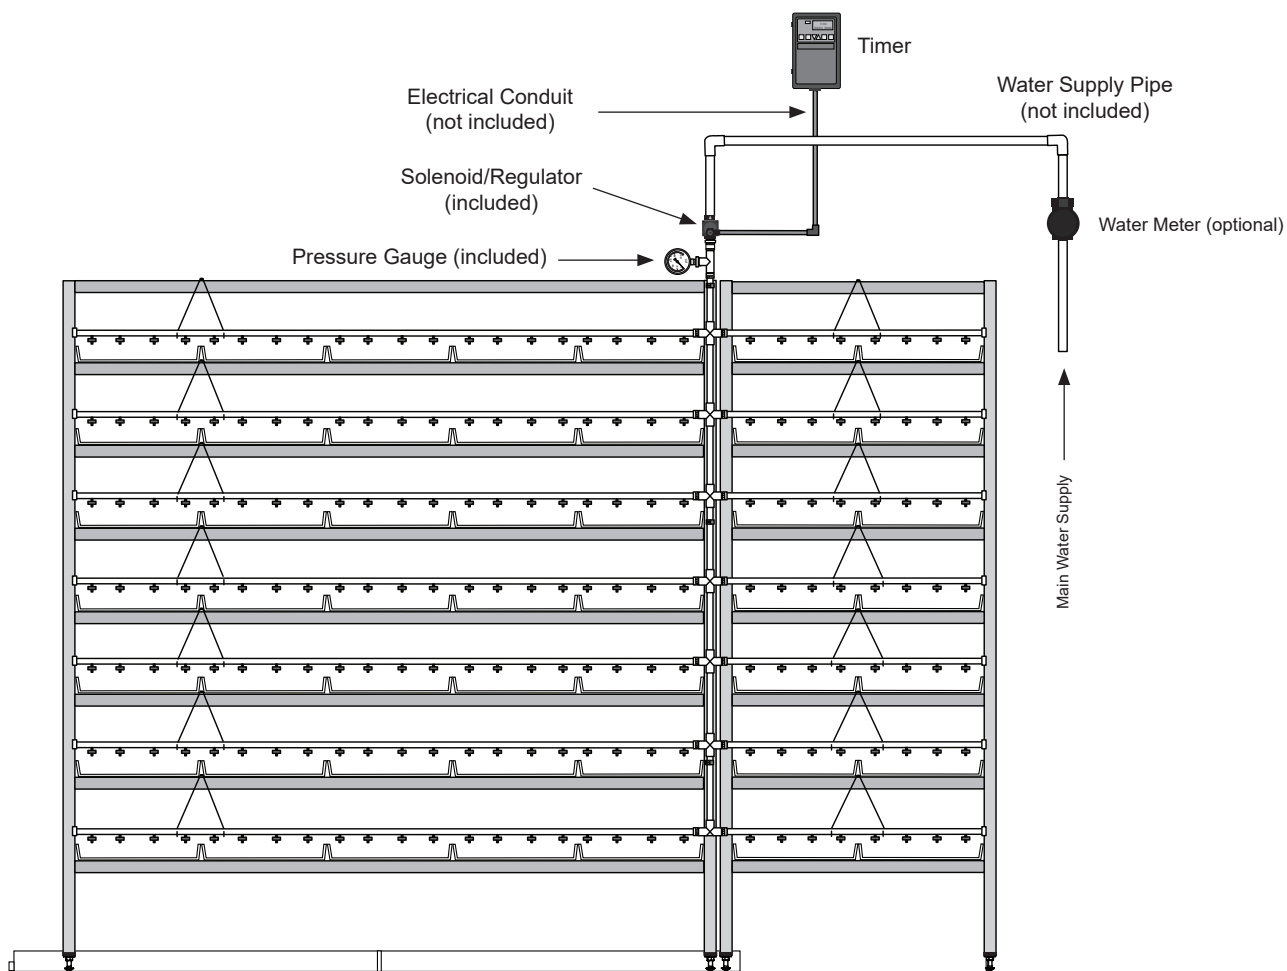 Timer
Electrical Conduit
(not included)
Water Supply Pipe
(not included)
Solenoid/Regulator
(included)
Water Meter (optional)
Pressure Gauge (included)
Main Water Supply